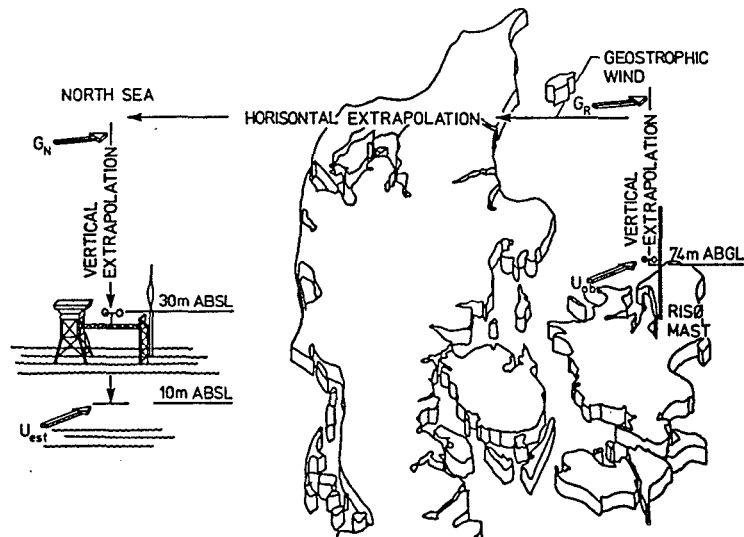 NORTH SEA
G_N
VERTICAL
EXTRAPOLATION
30m ABSL
10m ABSL
U_est
HORISONTAL EXTRAPOLATION
GEOSTROPHIC
WIND
G_R
VERTICAL
EXTRAPOLATION
74m ABGL
U_obs
RISØ
MAST